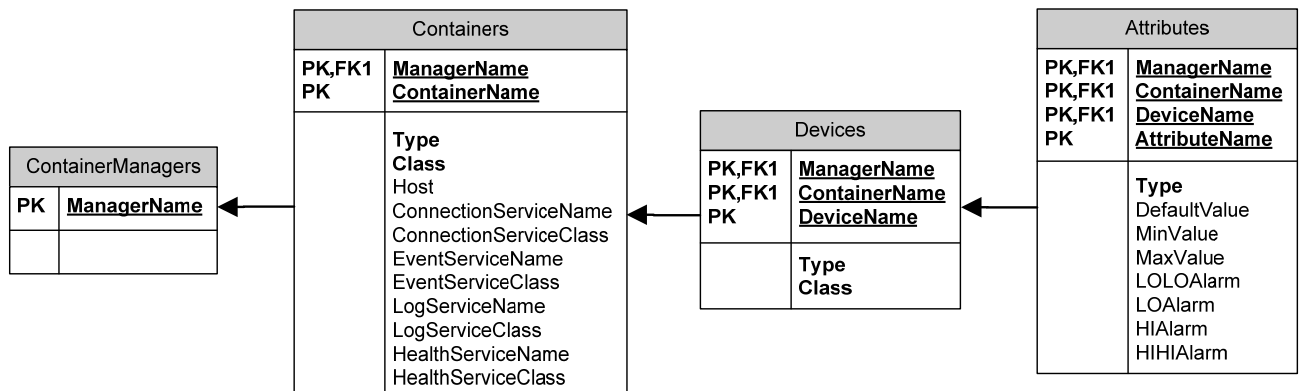 ContainerManagers
PK ManagerName
Containers
PK,FK1 ManagerName
PK ContainerName
Type
Class
Host
ConnectionServiceName
ConnectionServiceClass
EventServiceName
EventServiceClass
LogServiceName
LogServiceClass
HealthServiceName
HealthServiceClass
Devices
PK,FK1 ManagerName
PK,FK1 ContainerName
PK DeviceName
Type
Class
Attributes
PK,FK1 ManagerName
PK,FK1 ContainerName
PK,FK1 DeviceName
PK AttributeName
Type
DefaultValue
MinValue
MaxValue
LOLOAlarm
LOAlarm
HIAlarm
HIHIAlarm